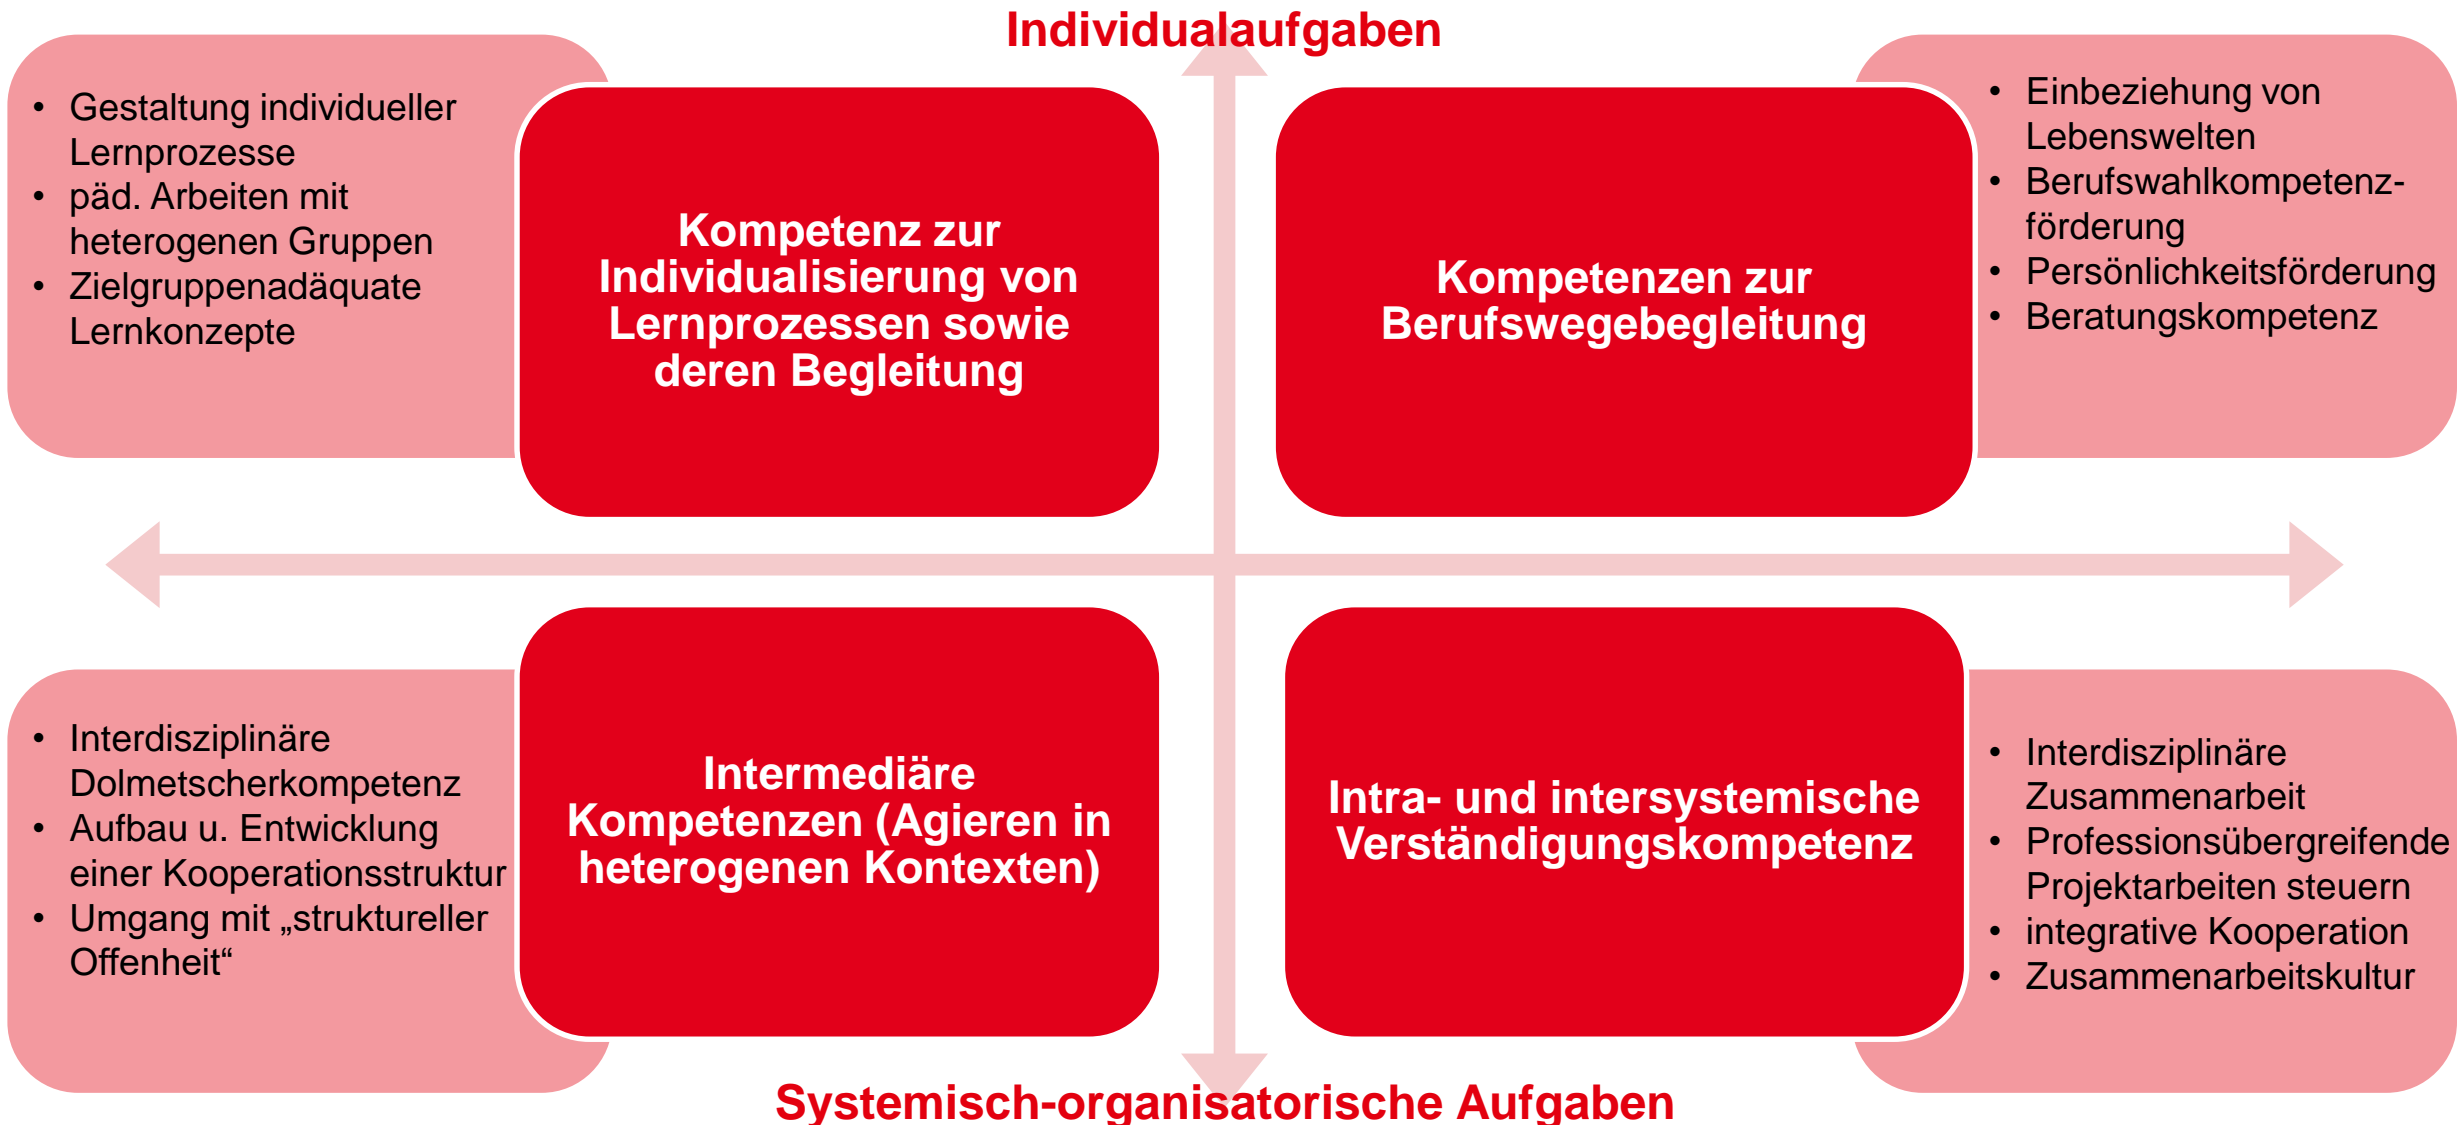 Individualaufgaben
• Gestaltung individueller
Lernprozesse
• päd. Arbeiten mit
heterogenen Gruppen
• Zielgruppenadäquate
Lernkonzepte
Kompetenz zur
Individualisierung von
Lernprozessen sowie
deren Begleitung
Kompetenzen zur
Berufswegebegleitung
• Einbeziehung von
Lebenswelten
• Berufswahlkompetenz-
förderung
• Persönlichkeitsförderung
• Beratungskompetenz
• Interdisziplinäre
Dolmetscherkompetenz
• Aufbau u. Entwicklung
einer Kooperationsstruktur
• Umgang mit „struktureller
Offenheit“
Intermediäre
Kompetenzen (Agieren in
heterogenen Kontexten)
Intra- und intersystemische
Verständigungskompetenz
• Interdisziplinäre
Zusammenarbeit
• Professionsübergreifende
Projektarbeiten steuern
• integrative Kooperation
• Zusammenarbeitskultur
Systemisch-organisatorische Aufgaben